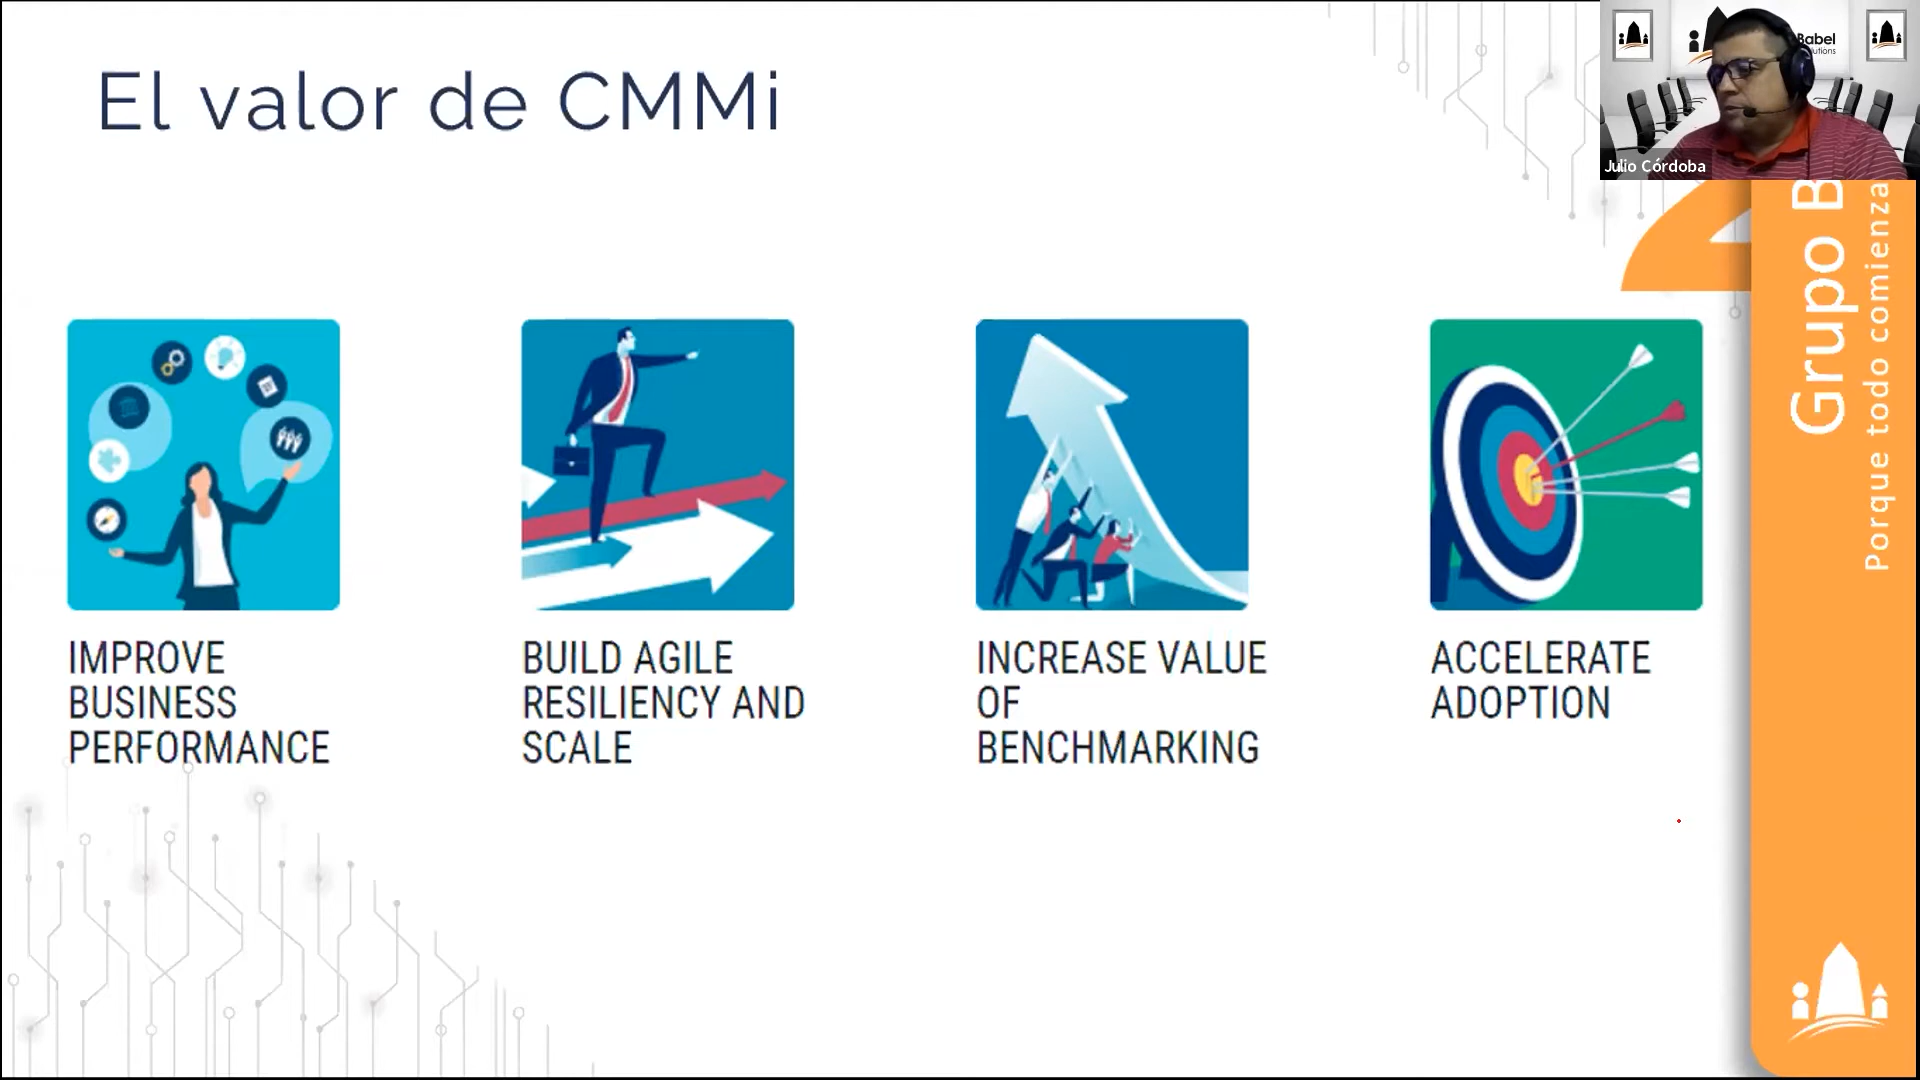 El valor de CMMi
Babel
Julio Córdoba
Grupo B
Porque todo comienza
IMPROVE
BUSINESS
PERFORMANCE
BUILD AGILE
RESILIENCY AND
SCALE
INCREASE VALUE
OF
BENCHMARKING
ACCELERATE
ADOPTION